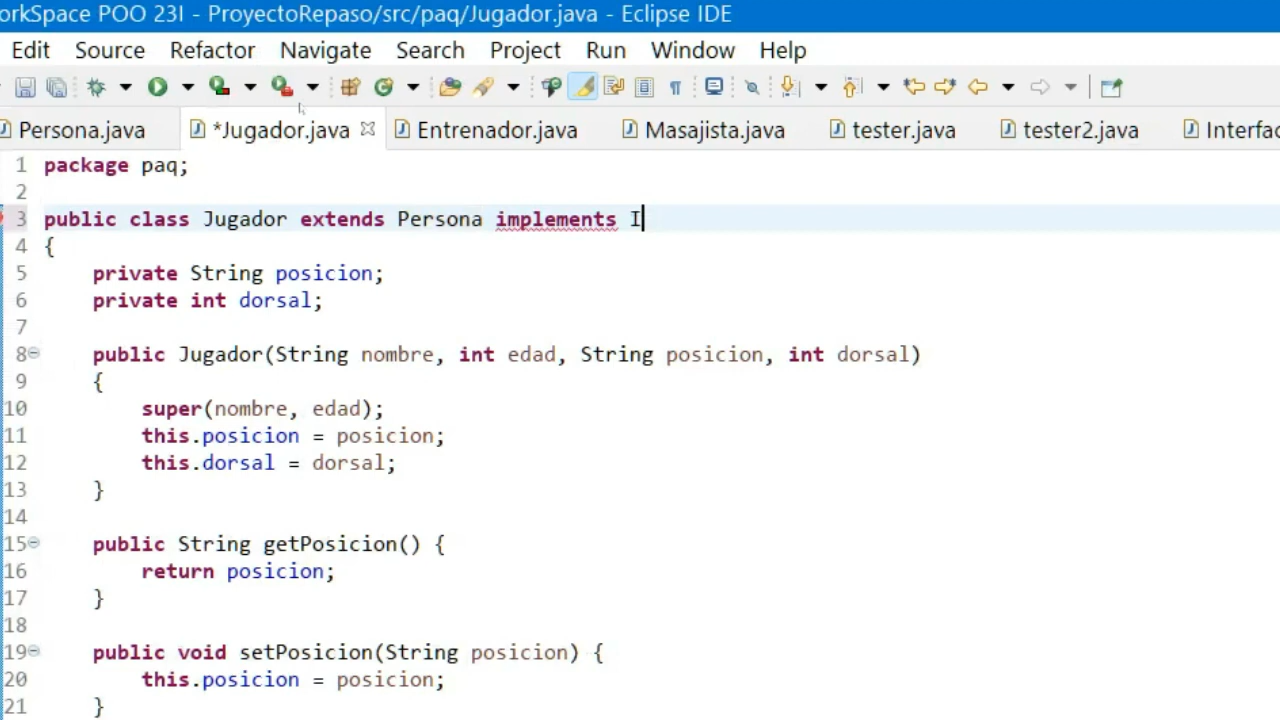 orkSpace POO 23I - ProyectoRepaso/src/paq/Jugador.java - Eclipse IDE
Edit Source Refactor Navigate Search Project Run Window Help
Persona.java *Jugador.java Entrenador.java Masajista.java tester.java tester2.java Interfac
1 package paq;
2
3 public class Jugador extends Persona implements I
4 {
5 private String posicion;
6 private int dorsal;
7
8 public Jugador(String nombre, int edad, String posicion, int dorsal)
9 {
10 super(nombre, edad);
11 this.posicion = posicion;
12 this.dorsal = dorsal;
13 }
14
15 public String getPosicion() {
16 return posicion;
17 }
18
19 public void setPosicion(String posicion) {
20 this.posicion = posicion;
21 }